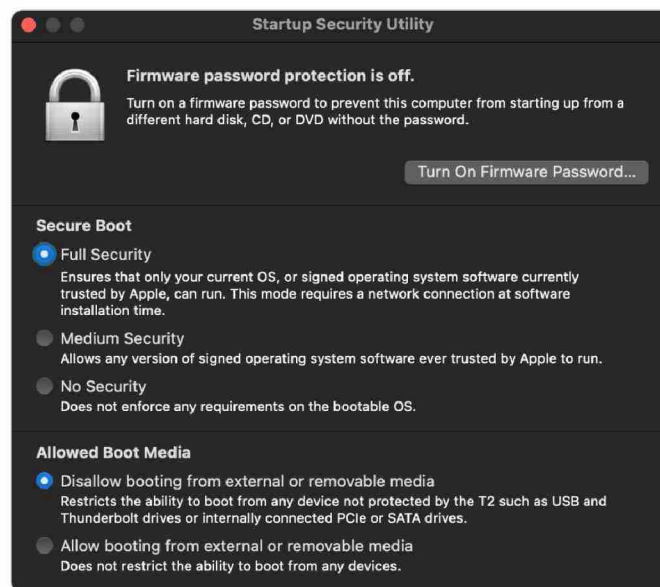 Startup Security Utility
Firmware password protection is off.
Turn on a firmware password to prevent this computer from starting up from a
different hard disk, CD, or DVD without the password.
Turn On Firmware Password...
Secure Boot
Full Security
Ensures that only your current OS, or signed operating system software currently
trusted by Apple, can run. This mode requires a network connection at software
installation time.
Medium Security
Allows any version of signed operating system software ever trusted by Apple to run.
No Security
Does not enforce any requirements on the bootable OS.
Allowed Boot Media
Disallow booting from external or removable media
Restricts the ability to boot from any device not protected by the T2 such as USB and
Thunderbolt drives or internally connected PCIe or SATA drives.
Allow booting from external or removable media
Does not restrict the ability to boot from any devices.